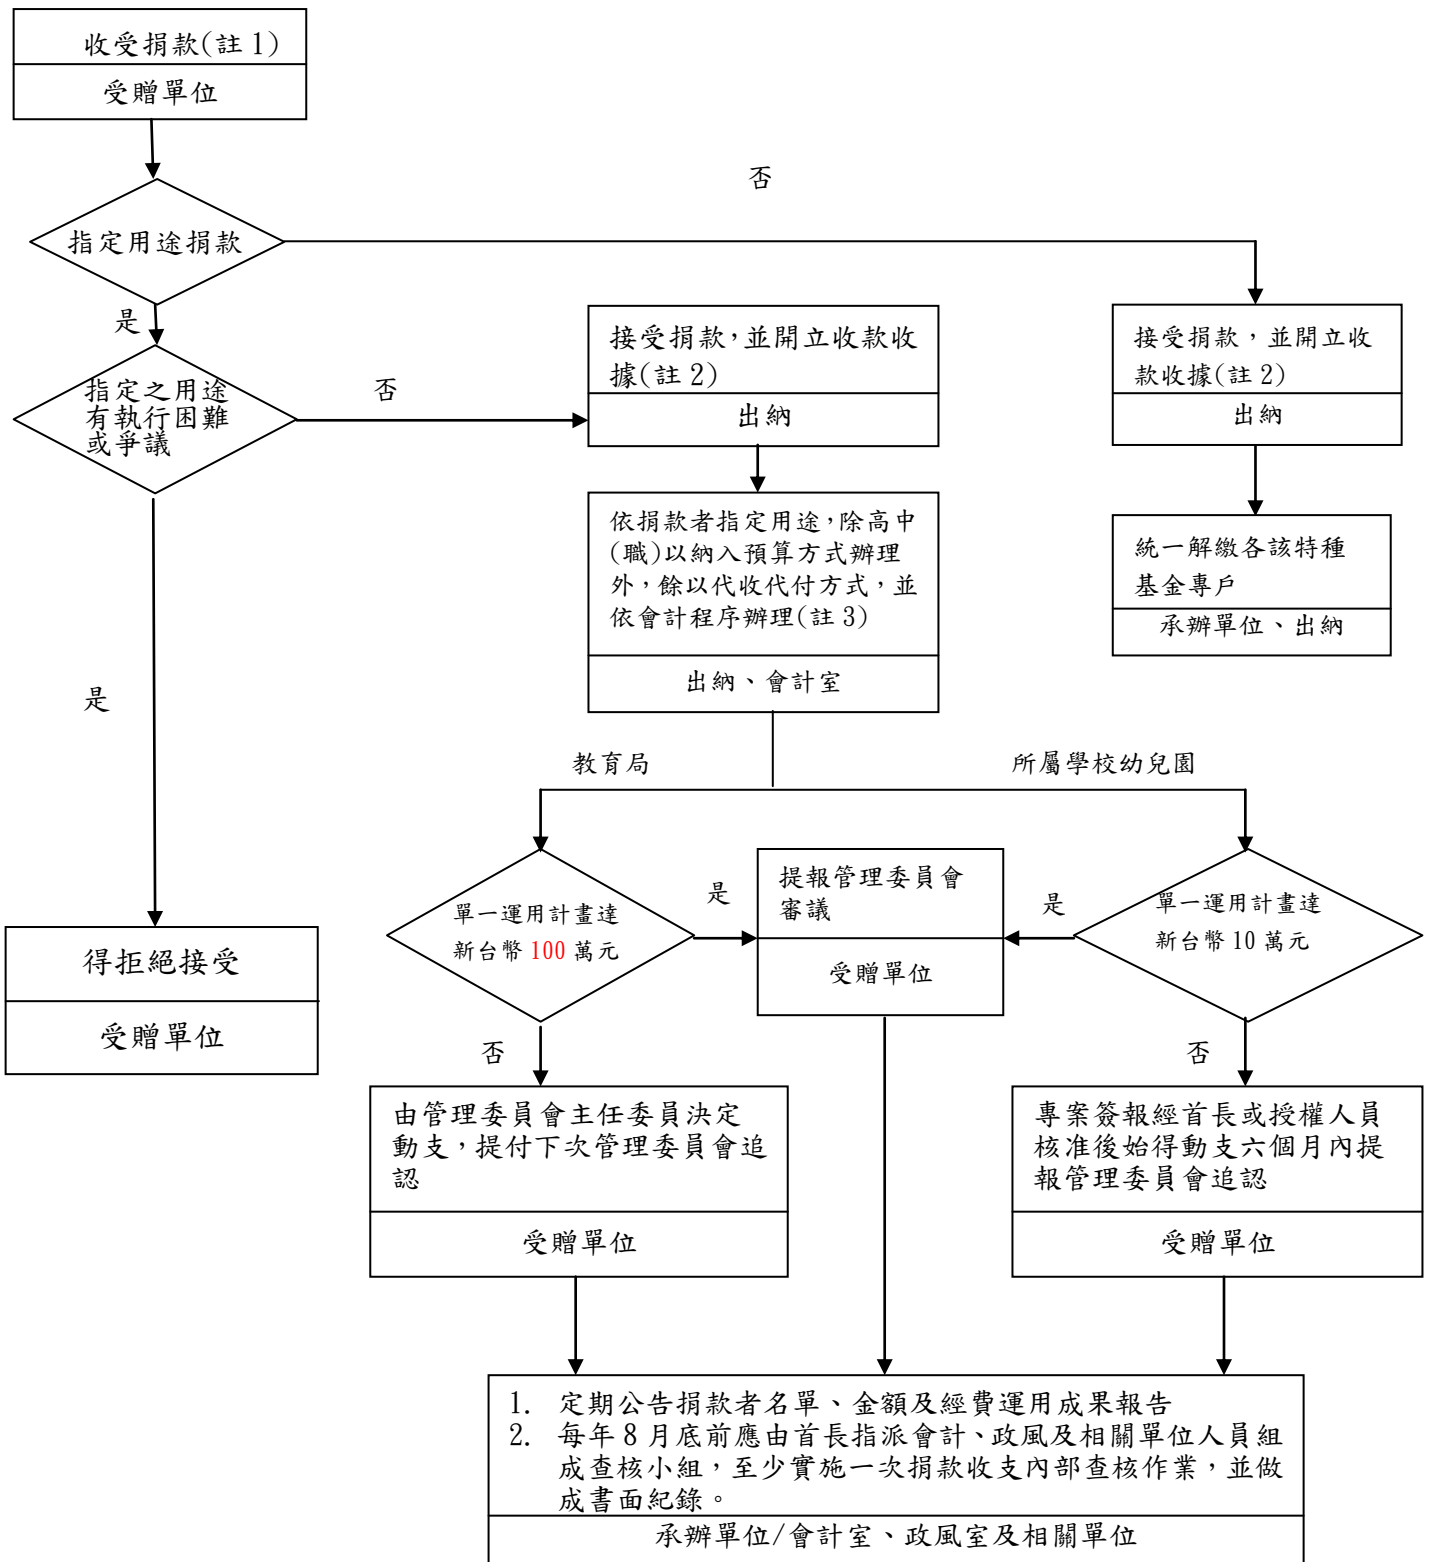 收受捐款(註 1)
受贈單位
否
指定用途捐款
是
指定之用途
有執行困難
或爭議
否
接受捐款,並開立收款收
據(註 2)
出納
接受捐款,並開立收
款收據(註 2)
出納
依捐款者指定用途,除高中
(職)以納入預算方式辦理
外,餘以代收代付方式,並
依會計程序辦理(註 3)
出納、會計室
統一解繳各該特種
基金專戶
承辦單位、出納
是
教育局
所屬學校幼兒園
單一運用計畫達
新台幣 100 萬元
是
提報管理委員會
審議
受贈單位
是
單一運用計畫達
新台幣 10 萬元
得拒絕接受
受贈單位
否
否
由管理委員會主任委員決定
動支,提付下次管理委員會追
認
受贈單位
專案簽報經首長或授權人員
核准後始得動支六個月內提
報管理委員會追認
受贈單位
1. 定期公告捐款者名單、金額及經費運用成果報告
2. 每年 8 月底前應由首長指派會計、政風及相關單位人員組
成查核小組,至少實施一次捐款收支內部查核作業,並做
成書面紀錄。
承辦單位/會計室、政風室及相關單位